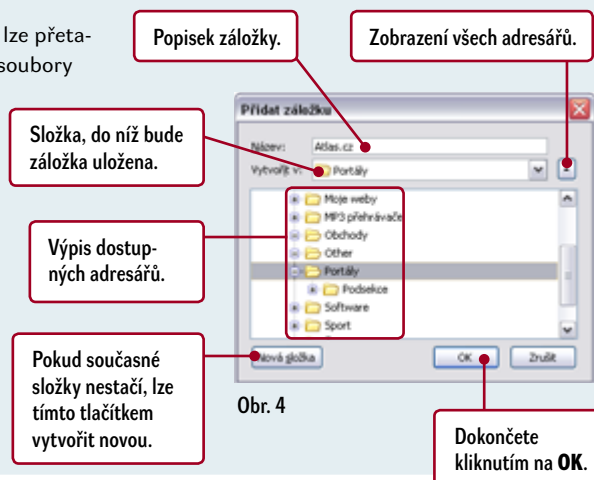 lze přeta-
soubory
Popisek záložky.
Zobrazení všech adresářů.
Složka, do níž bude
záložka uložena.
Výpis dostup-
ných adresářů.
Pokud současné
složky nestačí, lze
tímto tlačítkem
vytvořit novou.
Přidat záložku
Název: Atlas.cz
Vytvořit v: Portály
Moje weby
MP3 přehrávače
Obchody
Other
Portály
Podsekce
Software
Sport
Nová složka OK Zrušit
Obr. 4
Dokončete
kliknutím na OK.